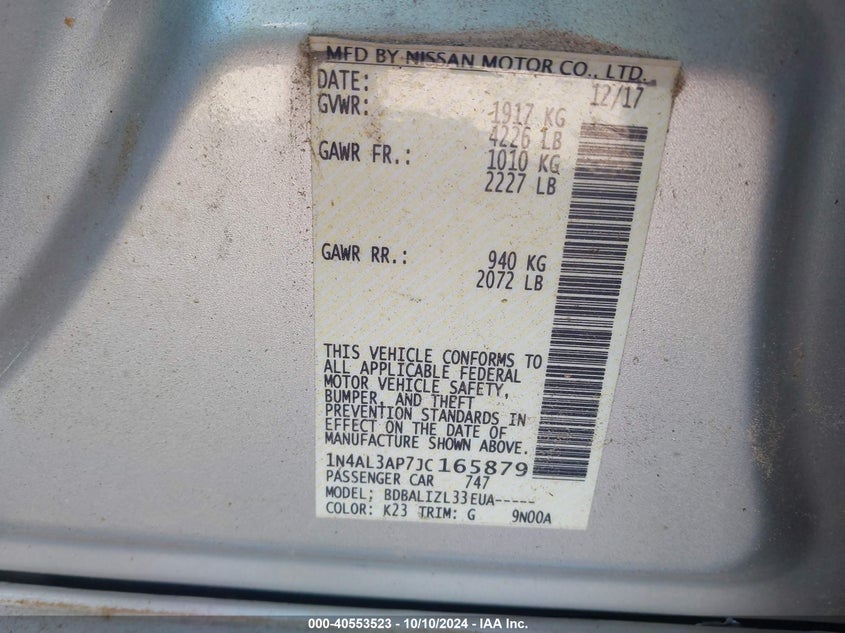 MFD BY NISSAN MOTOR CO., LTD.
DATE: 12/17
GVWR: 1917 KG
4226 LB
GAWR FR.: 1010 KG
2227 LB
GAWR RR.: 940 KG
2072 LB
THIS VEHICLE CONFORMS TO
ALL APPLICABLE FEDERAL
MOTOR VEHICLE SAFETY,
BUMPER, AND THEFT
PREVENTION STANDARDS IN
EFFECT ON THE DATE OF
MANUFACTURE SHOWN ABOVE.
1N4AL3AP7JC165879
PASSENGER CAR 747
MODEL: BDBALIZL33EUA-----
COLOR: K23 TRIM: G 9N00A
000-40553523 - 10/10/2024 - IAA Inc.